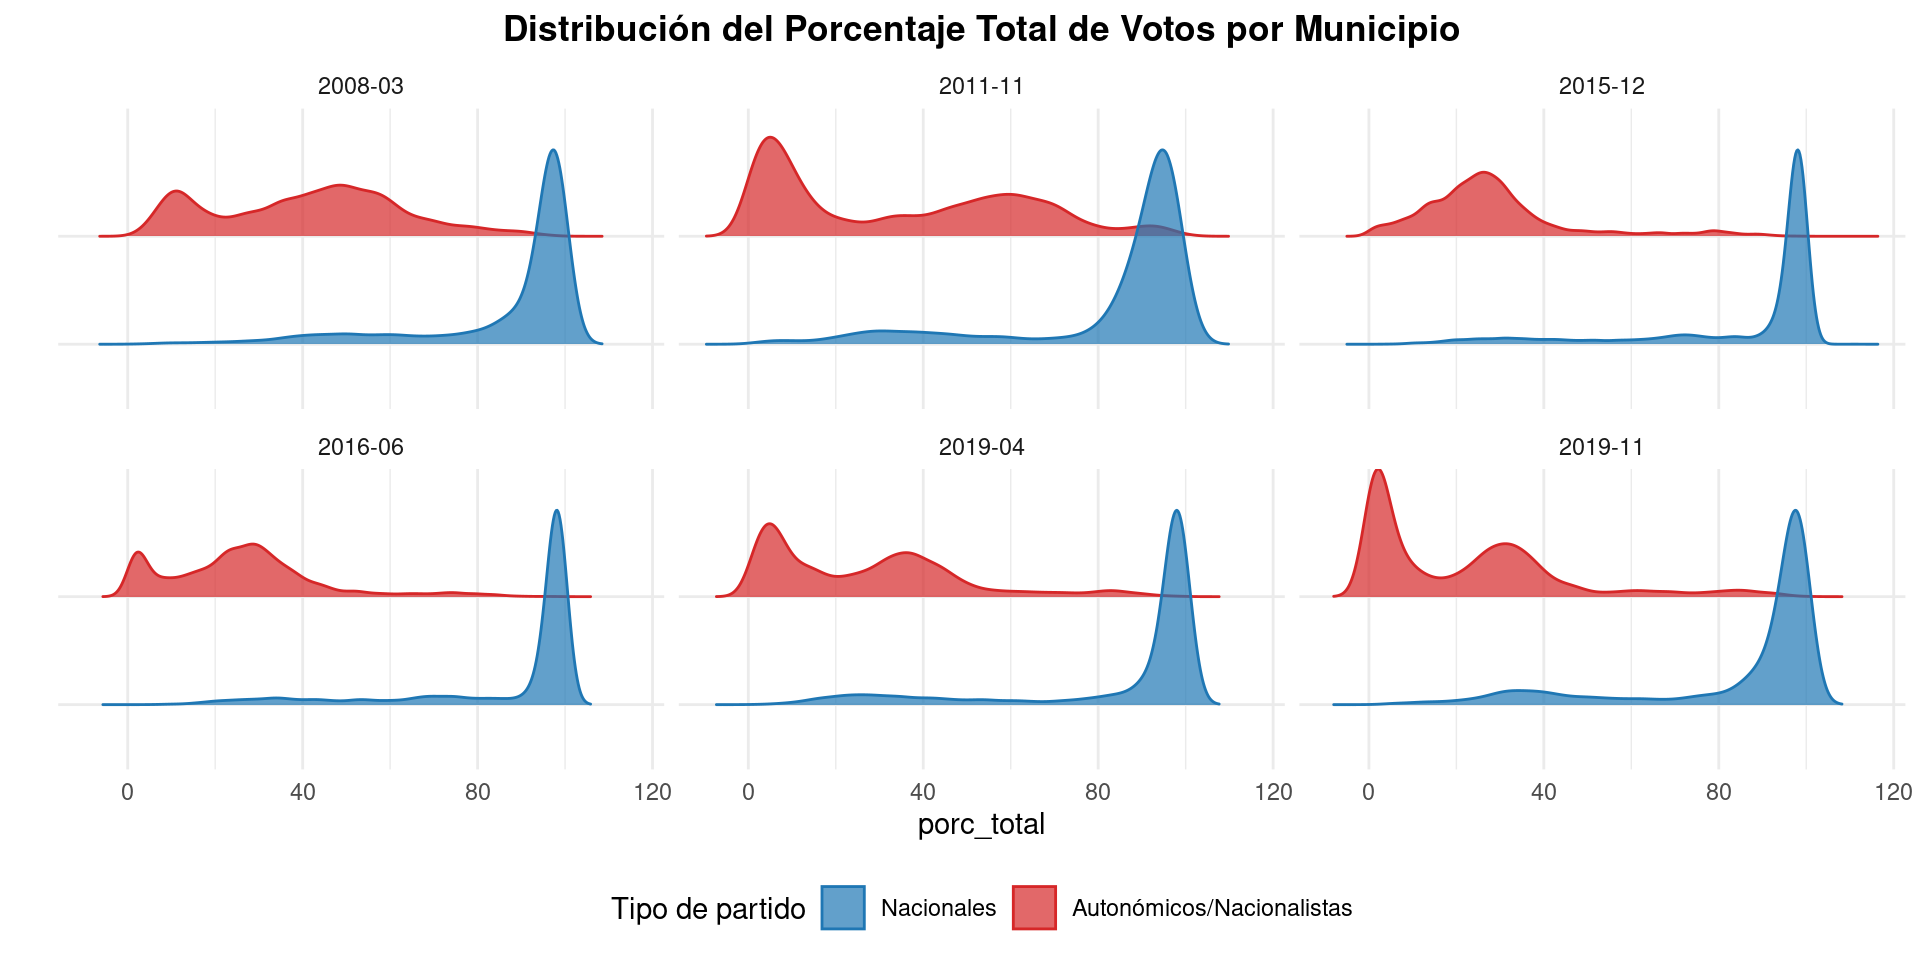 Distribución del Porcentaje Total de Votos por Municipio
2008-03 2011-11 2015-12
2016-06 2019-04 2019-11
0 40 80 120 0 40 80 120 0 40 80 120
porc_total
Tipo de partido Nacionales Autonómicos/Nacionalistas